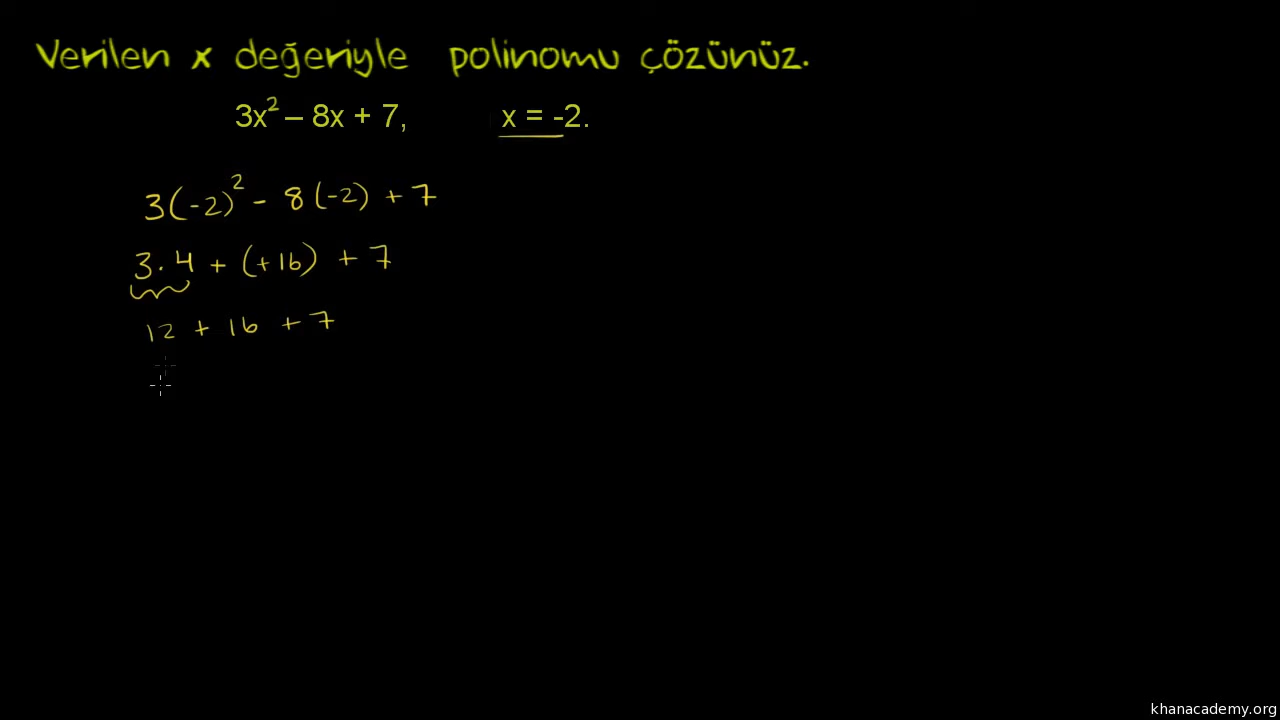 Verilen x değeriyle polinomu çözünüz.
3x² – 8x + 7, x = -2.
3(-2)² - 8(-2) + 7
3.4 + (+16) + 7
12 + 16 + 7
khanacademy.org